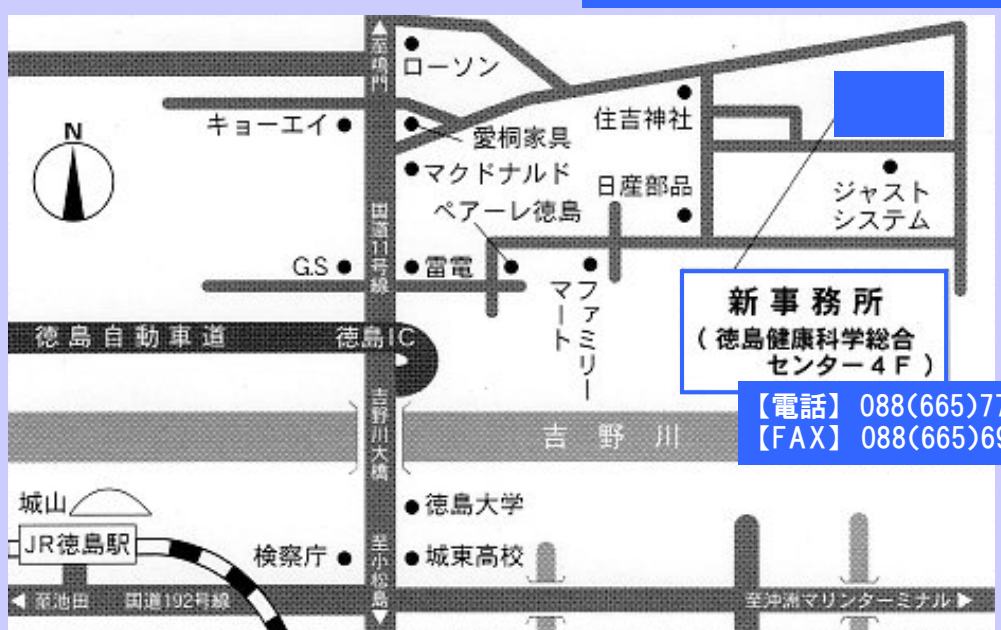 ▲至鳴門
ローソン
キョーエイ
愛桐家具
住吉神社
N
マクドナルド
日産部品
ペアーレ徳島
ジャスト
システム
国道11号線
G.S
雷電
ファミリー
マート
新事務所
(徳島健康科学総合
センター4F)
徳島自動車道
徳島IC
【電話】 088(665)77
【FAX】 088(665)69
吉野川大橋
吉野川
城山
徳島大学
JR徳島駅
検察庁
城東高校
至小松島▼
◀ 至池田
国道192号線
至沖洲マリンターミナル ▶